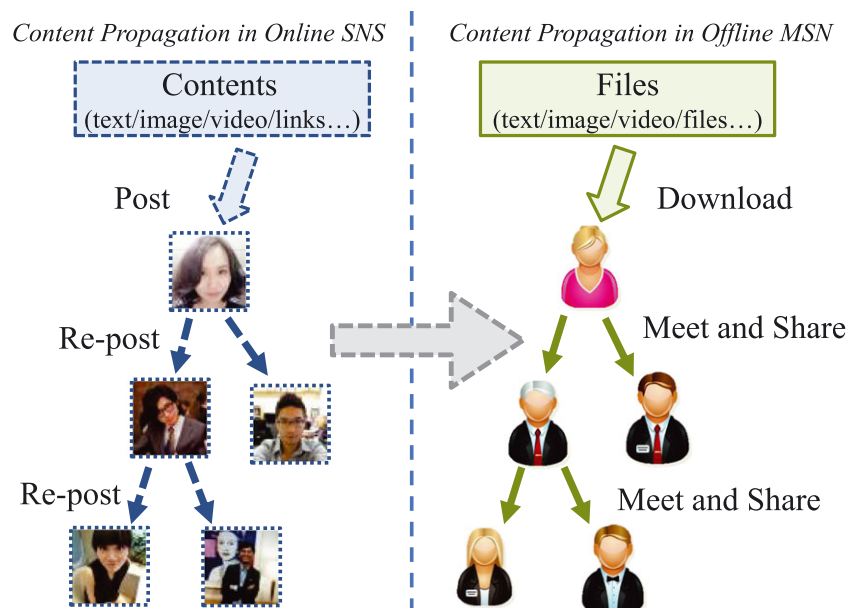 Content Propagation in Online SNS
Contents
(text/image/video/links…)
Post
Re-post
Re-post
Content Propagation in Offline MSN
Files
(text/image/video/files…)
Download
Meet and Share
Meet and Share